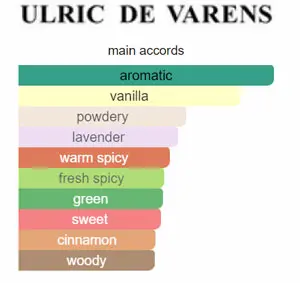 ULRIC DE VARENS
main accords
aromatic
vanilla
powdery
lavender
warm spicy
fresh spicy
green
sweet
cinnamon
woody